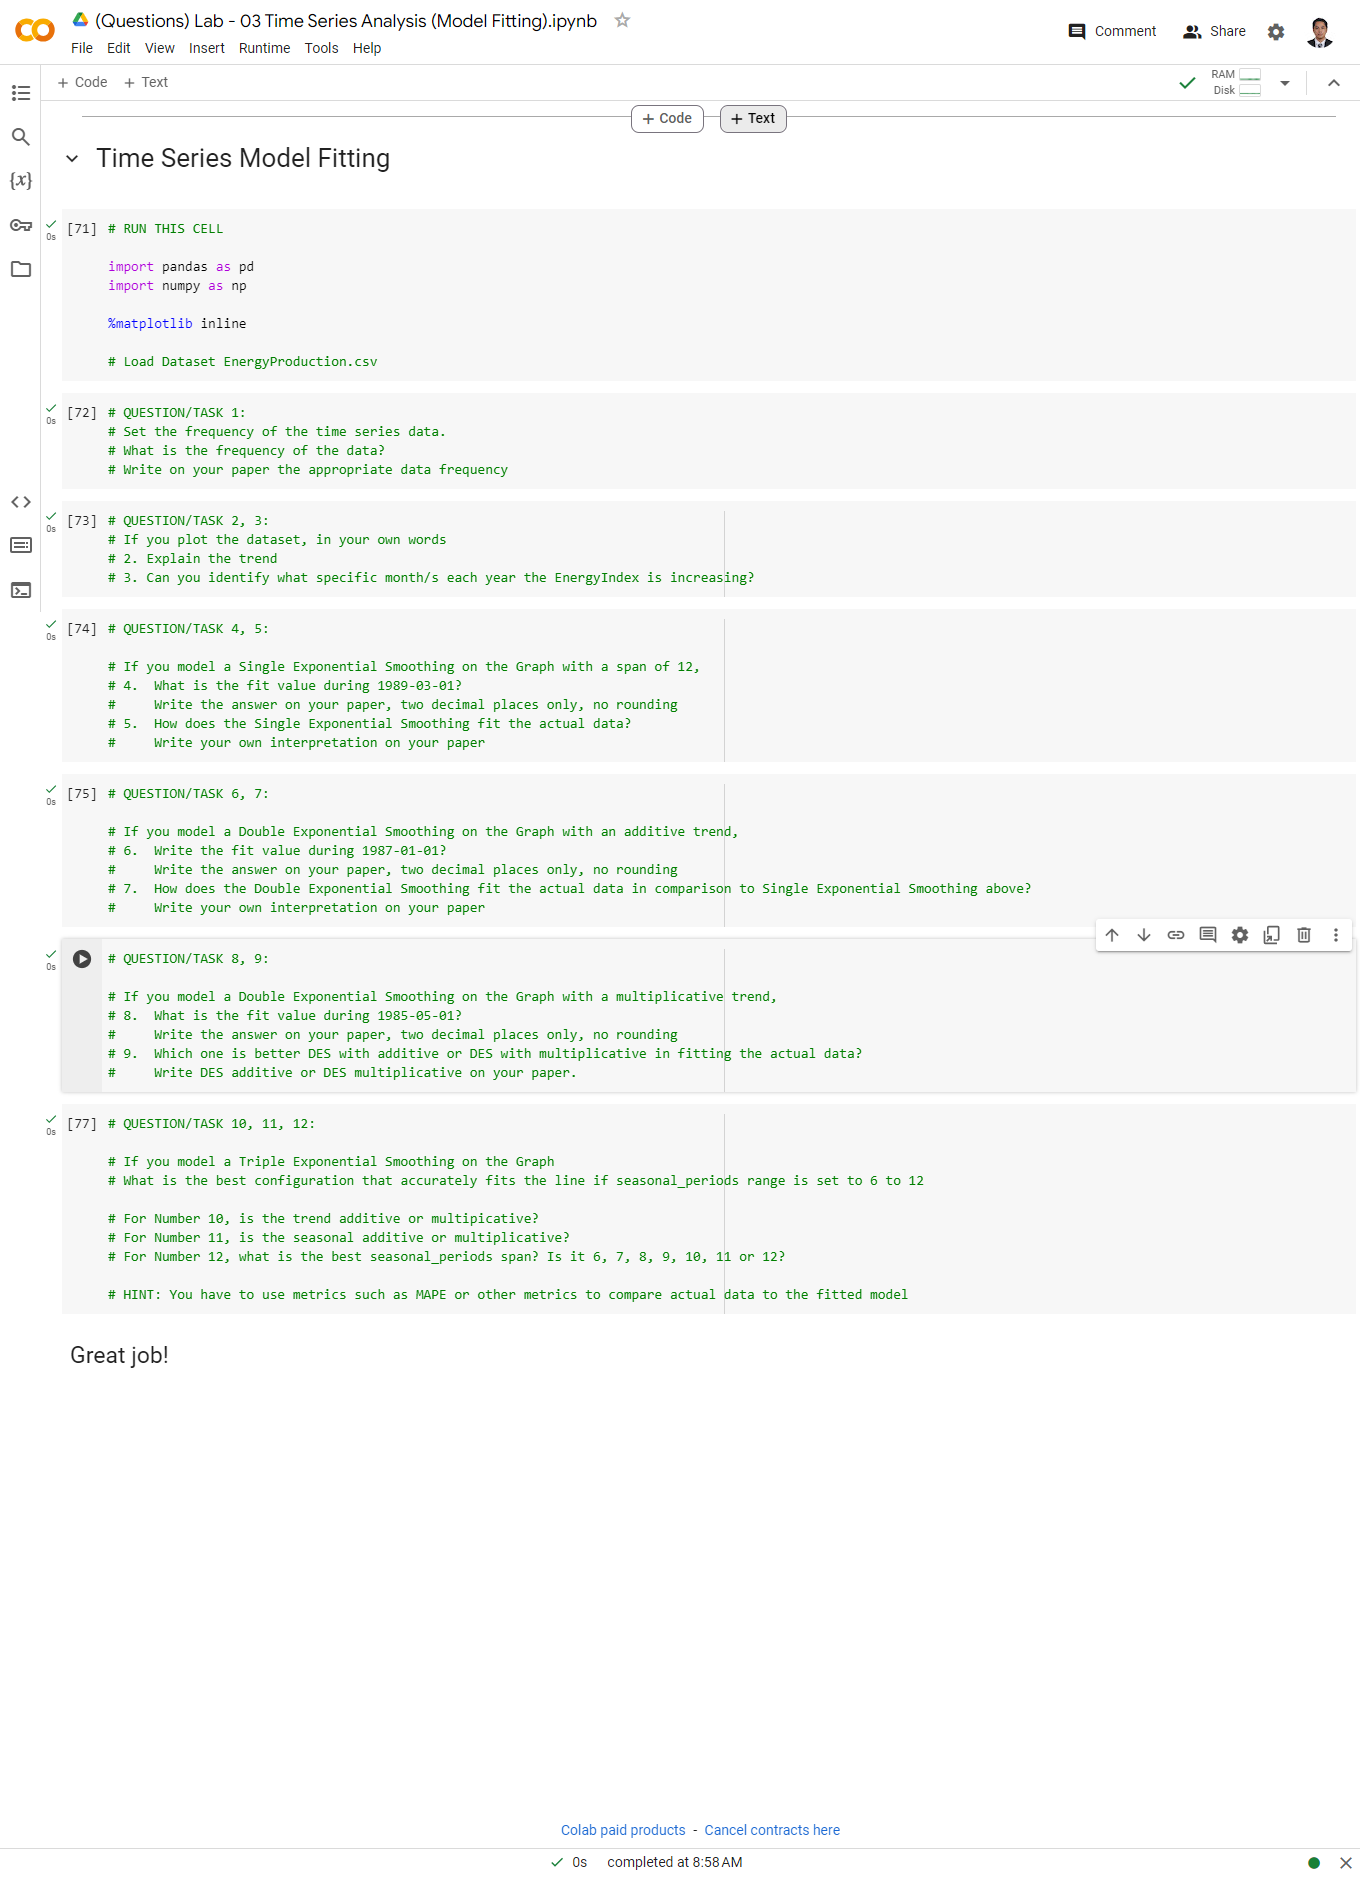 (Questions) Lab - 03 Time Series Analysis (Model Fitting).ipynb
File Edit View Insert Runtime Tools Help
Comment
Share
+ Code + Text
RAM
Disk
+ Code
+ Text
Time Series Model Fitting
[71] # RUN THIS CELL
0s
import pandas as pd
import numpy as np
%matplotlib inline
# Load Dataset EnergyProduction.csv
[72] # QUESTION/TASK 1:
0s
# Set the frequency of the time series data.
# What is the frequency of the data?
# Write on your paper the appropriate data frequency
[73] # QUESTION/TASK 2, 3:
0s
# If you plot the dataset, in your own words
# 2. Explain the trend
# 3. Can you identify what specific month/s each year the EnergyIndex is increasing?
[74] # QUESTION/TASK 4, 5:
0s
# If you model a Single Exponential Smoothing on the Graph with a span of 12,
# 4.  What is the fit value during 1989-03-01?
#     Write the answer on your paper, two decimal places only, no rounding
# 5.  How does the Single Exponential Smoothing fit the actual data?
#     Write your own interpretation on your paper
[75] # QUESTION/TASK 6, 7:
0s
# If you model a Double Exponential Smoothing on the Graph with an additive trend,
# 6.  Write the fit value during 1987-01-01?
#     Write the answer on your paper, two decimal places only, no rounding
# 7.  How does the Double Exponential Smoothing fit the actual data in comparison to Single Exponential Smoothing above?
#     Write your own interpretation on your paper
# QUESTION/TASK 8, 9:
0s
# If you model a Double Exponential Smoothing on the Graph with a multiplicative trend,
# 8.  What is the fit value during 1985-05-01?
#     Write the answer on your paper, two decimal places only, no rounding
# 9.  Which one is better DES with additive or DES with multiplicative in fitting the actual data?
#     Write DES additive or DES multiplicative on your paper.
[77] # QUESTION/TASK 10, 11, 12:
0s
# If you model a Triple Exponential Smoothing on the Graph
# What is the best configuration that accurately fits the line if seasonal_periods range is set to 6 to 12
# For Number 10, is the trend additive or multipicative?
# For Number 11, is the seasonal additive or multiplicative?
# For Number 12, what is the best seasonal_periods span? Is it 6, 7, 8, 9, 10, 11 or 12?
# HINT: You have to use metrics such as MAPE or other metrics to compare actual data to the fitted model
Great job!
Colab paid products - Cancel contracts here
0s completed at 8:58 AM